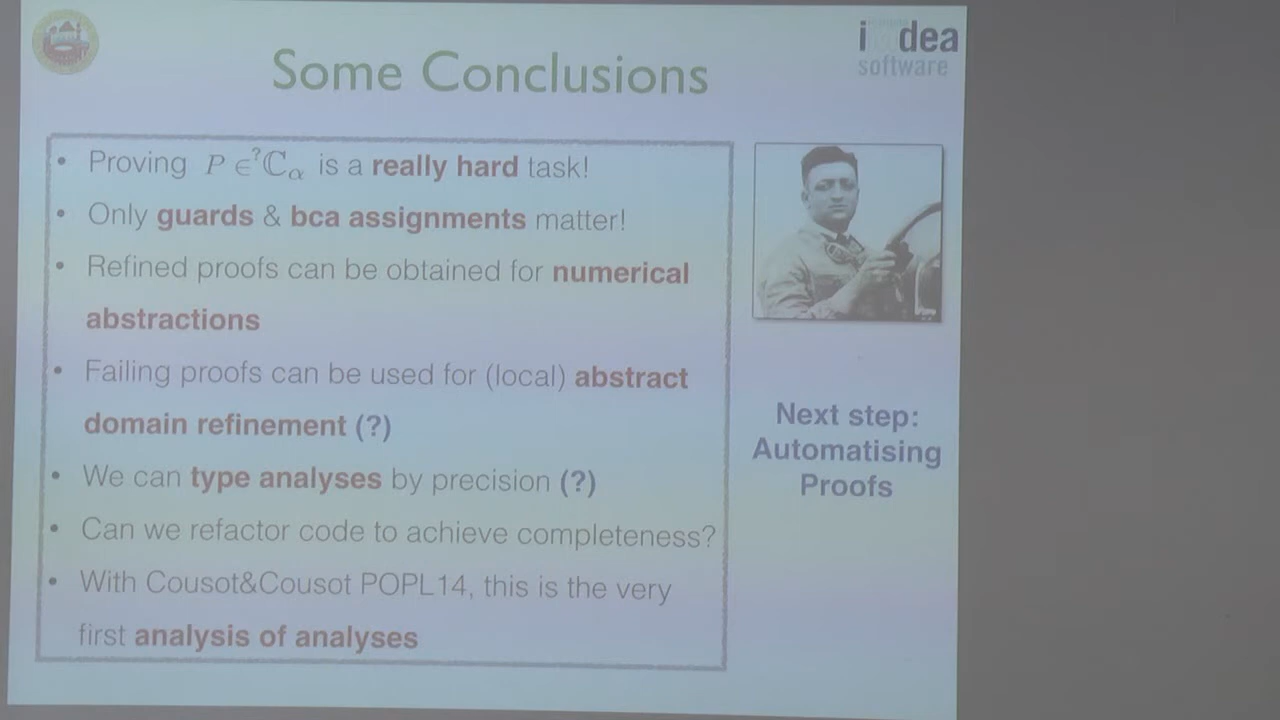 i dea
software
Some Conclusions
• Proving P ∈? ℂα is a really hard task!
• Only guards & bca assignments matter!
• Refined proofs can be obtained for numerical
abstractions
• Failing proofs can be used for (local) abstract
domain refinement (?)
• We can type analyses by precision (?)
• Can we refactor code to achieve completeness?
• With Cousot&Cousot POPL14, this is the very
first analysis of analyses
Next step:
Automatising
Proofs